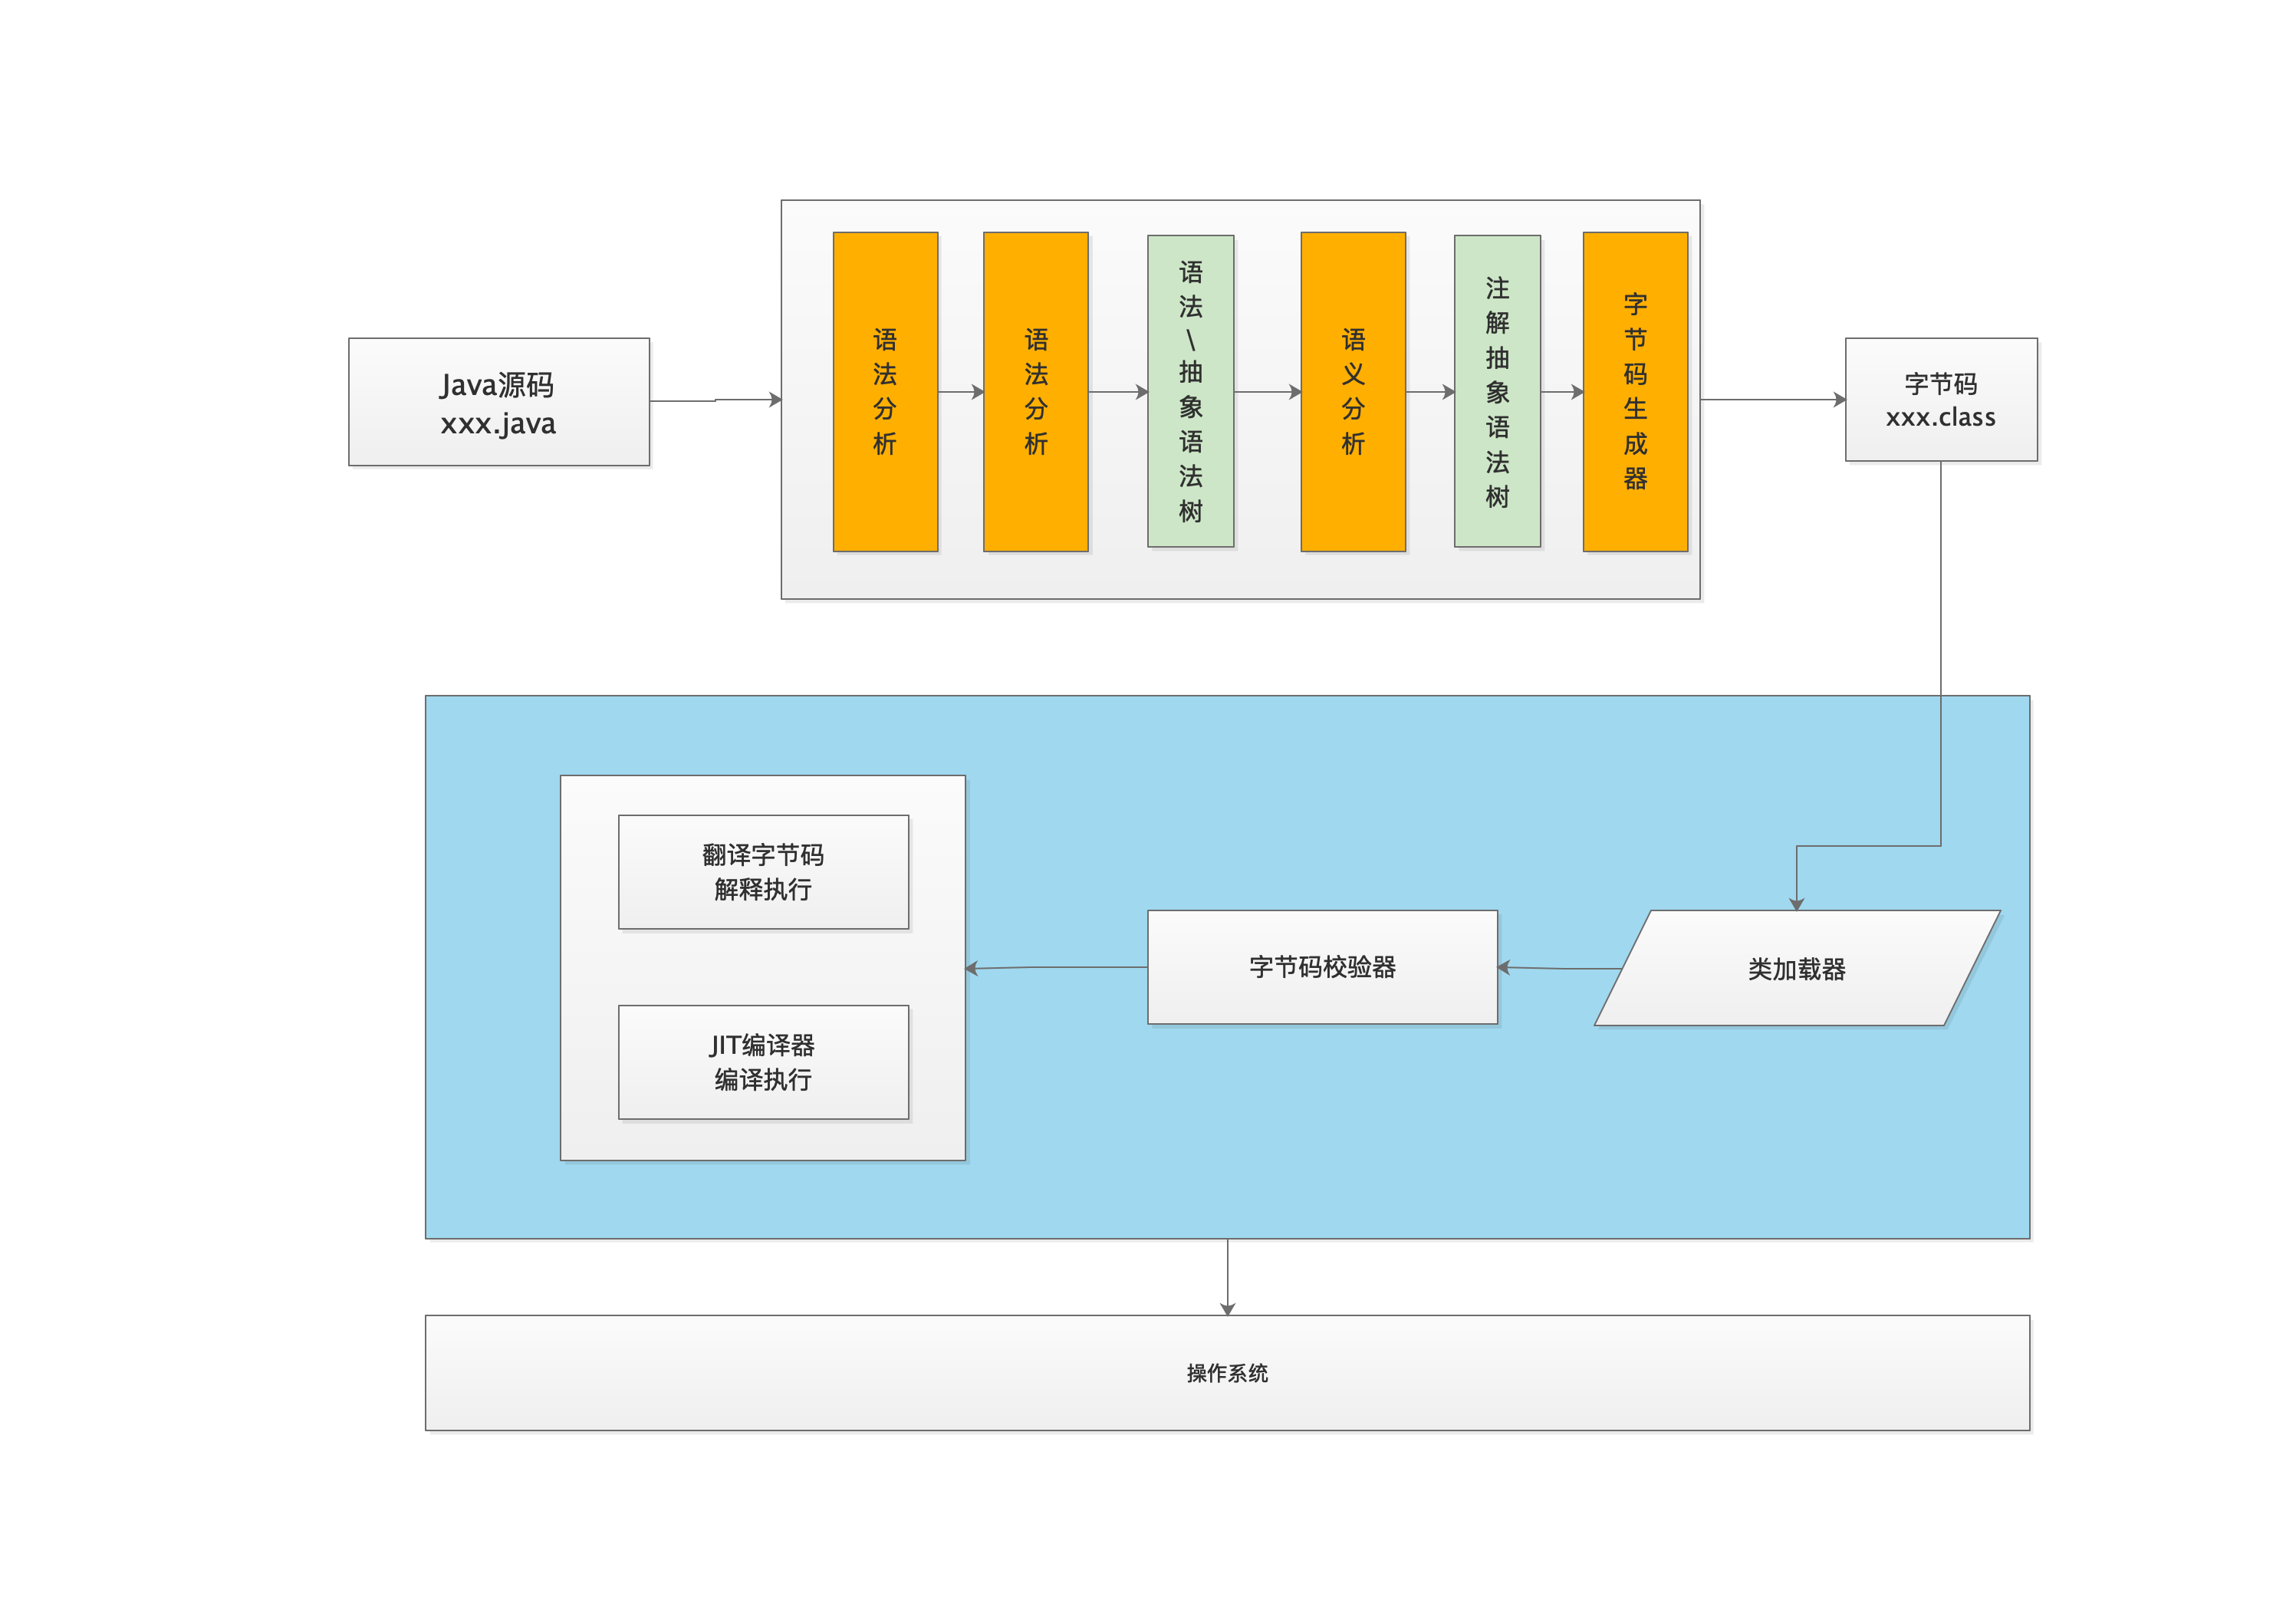 Java源码
xxx.java
语法分析
语法分析
语法\抽象语法树
语义分析
注解抽象语法树
字节码生成器
字节码
xxx.class
翻译字节码
解释执行
JIT编译器
编译执行
字节码校验器
类加载器
操作系统